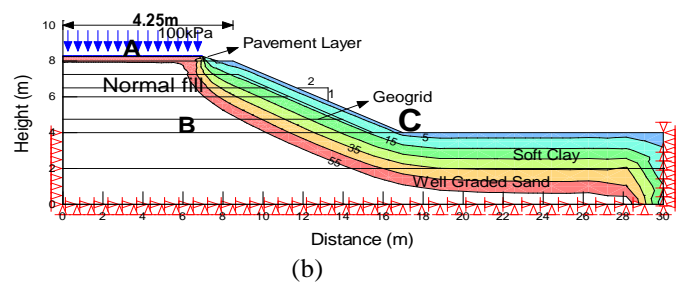 10
4.25m
100kPa
A
Pavement Layer
8
Normal fill
2
1
6
Geogrid
B
C
4
15
5
35
Soft Clay
55
2
Well Graded Sand
0
Height (m)
0 2 4 6 8 10 12 14 16 18 20 22 24 26 28 30
Distance (m)
(b)